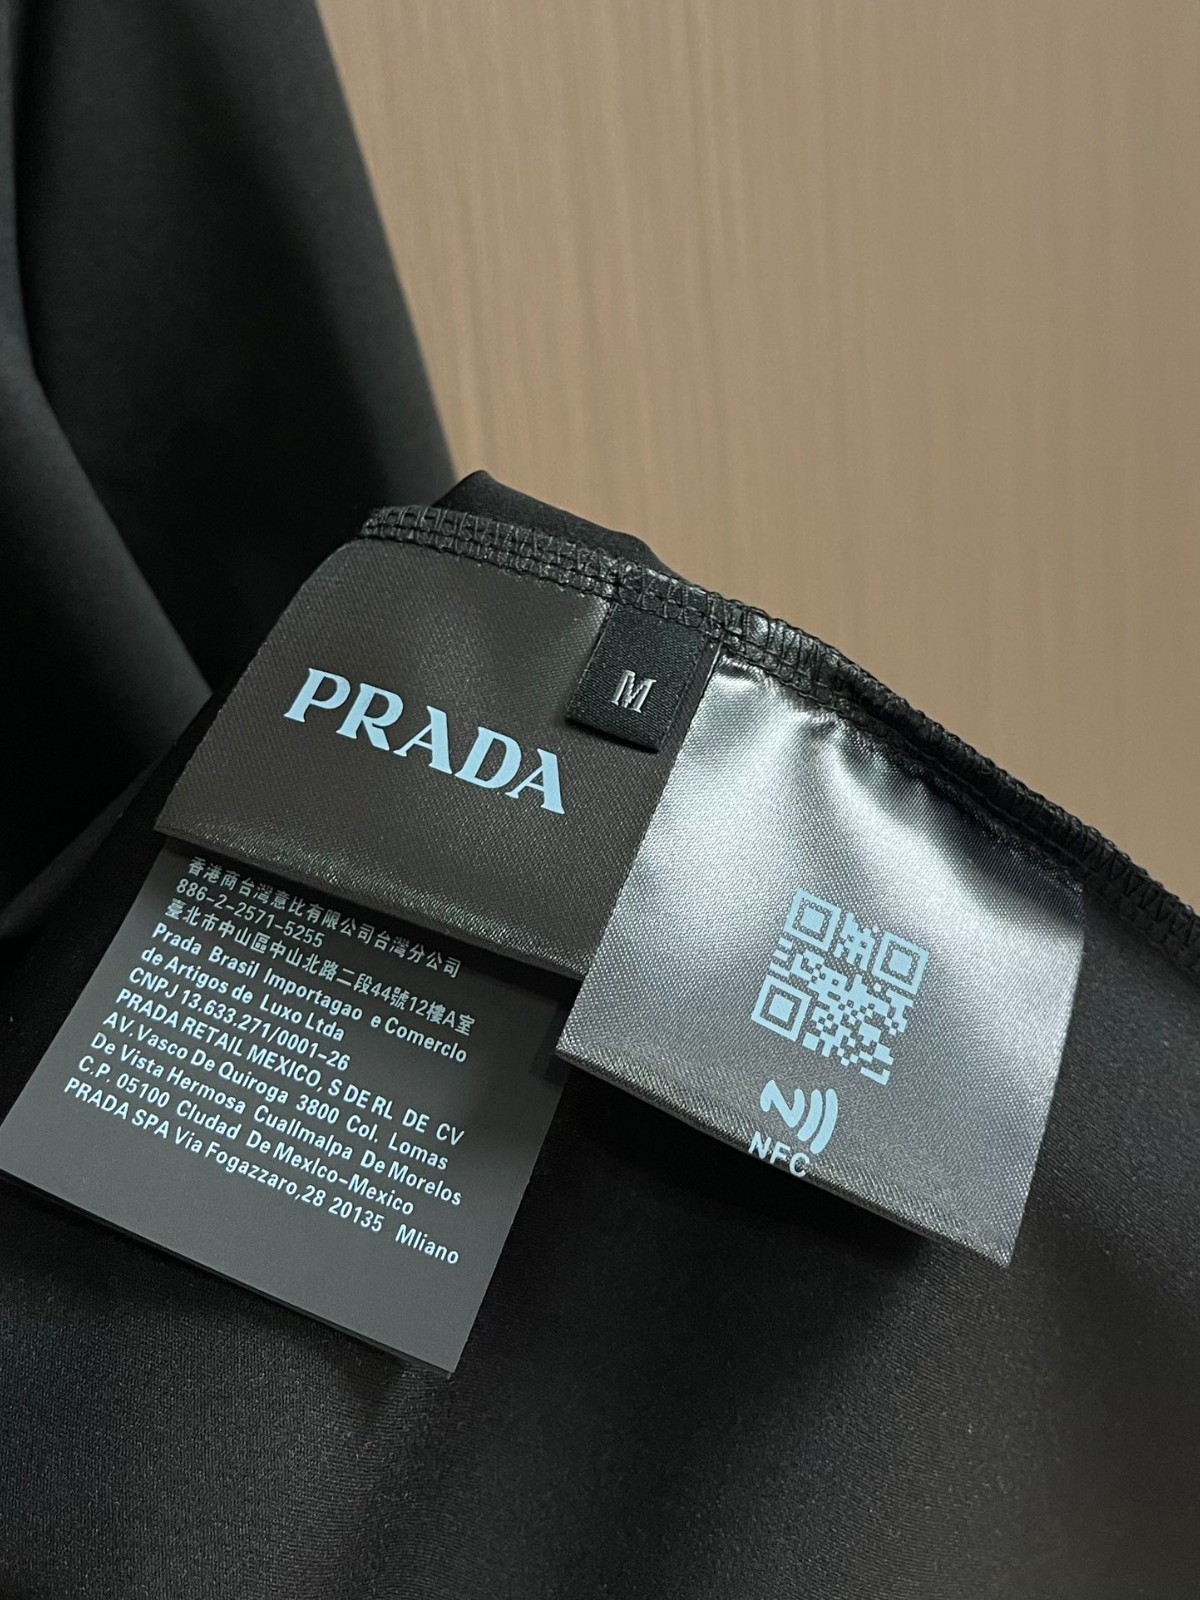 PRADA
M
香港商台灣意比有限公司台灣分公司
886-2-2571-5255
臺北市中山區中山北路二段44號12樓A室
Prada Brasil Importagao e Comercio
de Artigos de Luxo Ltda
CNPJ 13.633.271/0001-26
PRADA RETAIL MEXICO, S DE RL DE CV
AV. Vasco De Quiroga 3800 Col. Lomas
De Vista Hermosa Cuallmalpa De Morelos
C.P. 05100 Cludad De Mexlco-Mexico
PRADA SPA Via Fogazzaro,28 20135 Mliano
NFC